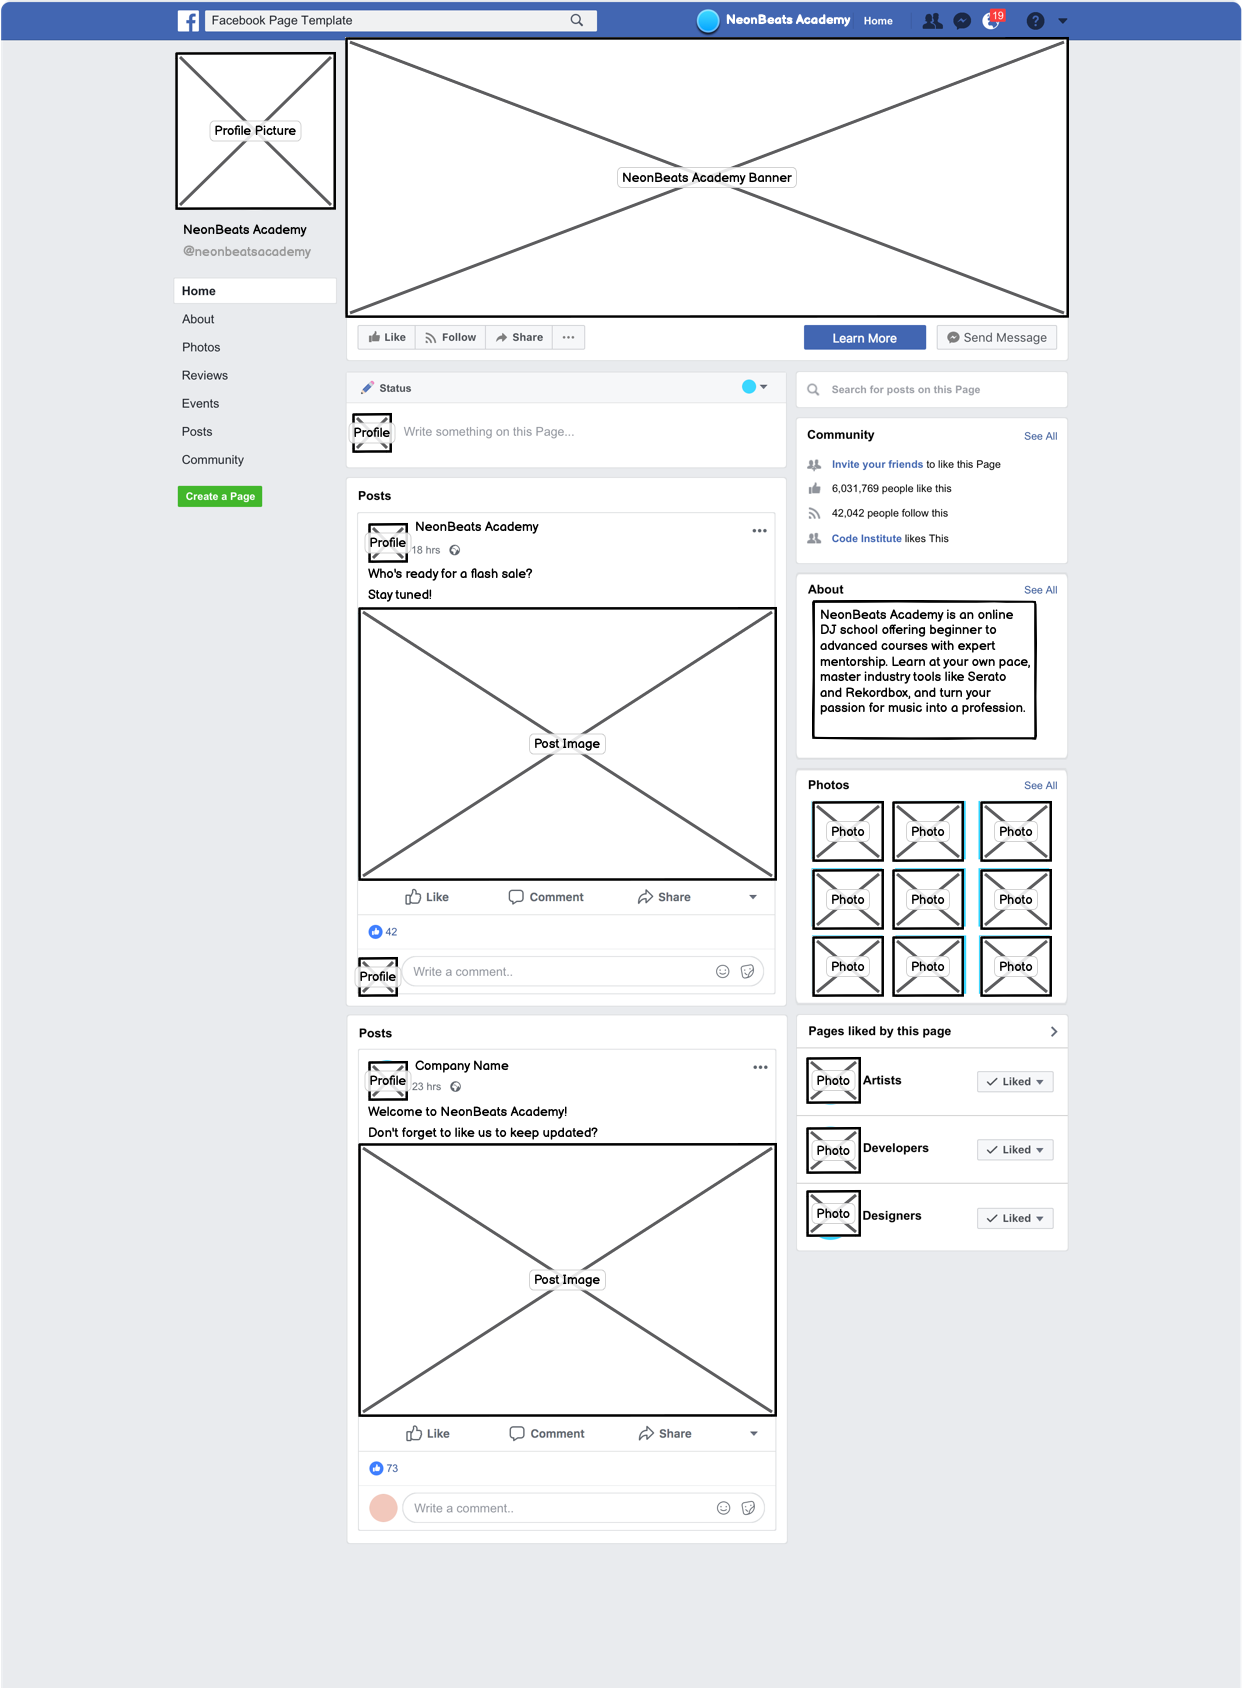 Facebook Page Template
NeonBeats Academy
Home
19
?
Profile Picture
NeonBeats Academy Banner
NeonBeats Academy
@neonbeatsacademy
Home
About
Photos
Reviews
Events
Posts
Community
Create a Page
Like
Follow
Share
Learn More
Send Message
Status
Profile
Write something on this Page...
Posts
Profile
NeonBeats Academy
18 hrs
Who's ready for a flash sale?
Stay tuned!
Post Image
Like
Comment
Share
42
Profile
Write a comment..
Posts
Profile
Company Name
23 hrs
Welcome to NeonBeats Academy!
Don't forget to like us to keep updated?
Post Image
Like
Comment
Share
73
Write a comment..
Search for posts on this Page
Community
See All
Invite your friends to like this Page
6,031,769 people like this
42,042 people follow this
Code Institute likes This
About
See All
NeonBeats Academy is an online
DJ school offering beginner to
advanced courses with expert
mentorship. Learn at your own pace,
master industry tools like Serato
and Rekordbox, and turn your
passion for music into a profession.
Photos
See All
Photo
Photo
Photo
Photo
Photo
Photo
Photo
Photo
Photo
Pages liked by this page
Photo
Artists
Liked
Photo
Developers
Liked
Photo
Designers
Liked